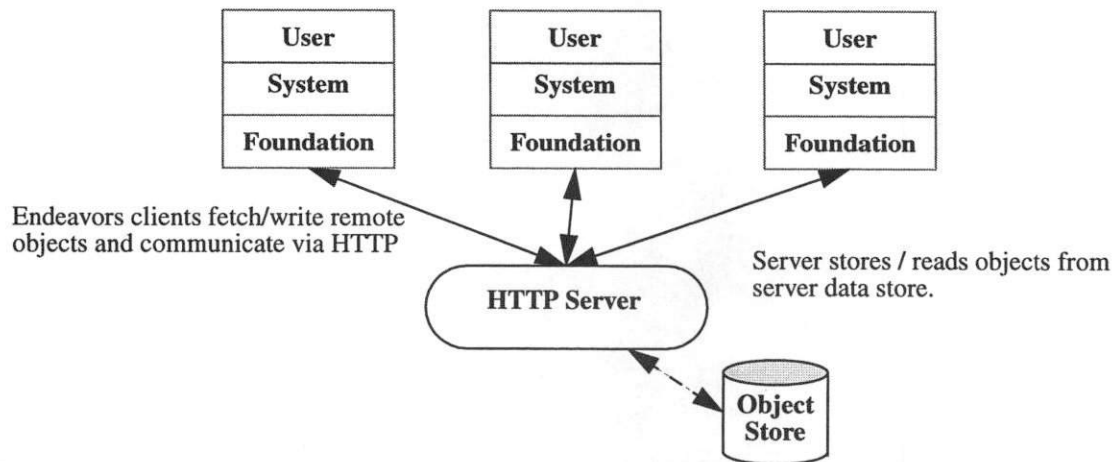 User
System
Foundation
User
System
Foundation
User
System
Foundation
Endeavors clients fetch/write remote
objects and communicate via HTTP
Server stores / reads objects from
server data store.
HTTP Server
Object
Store